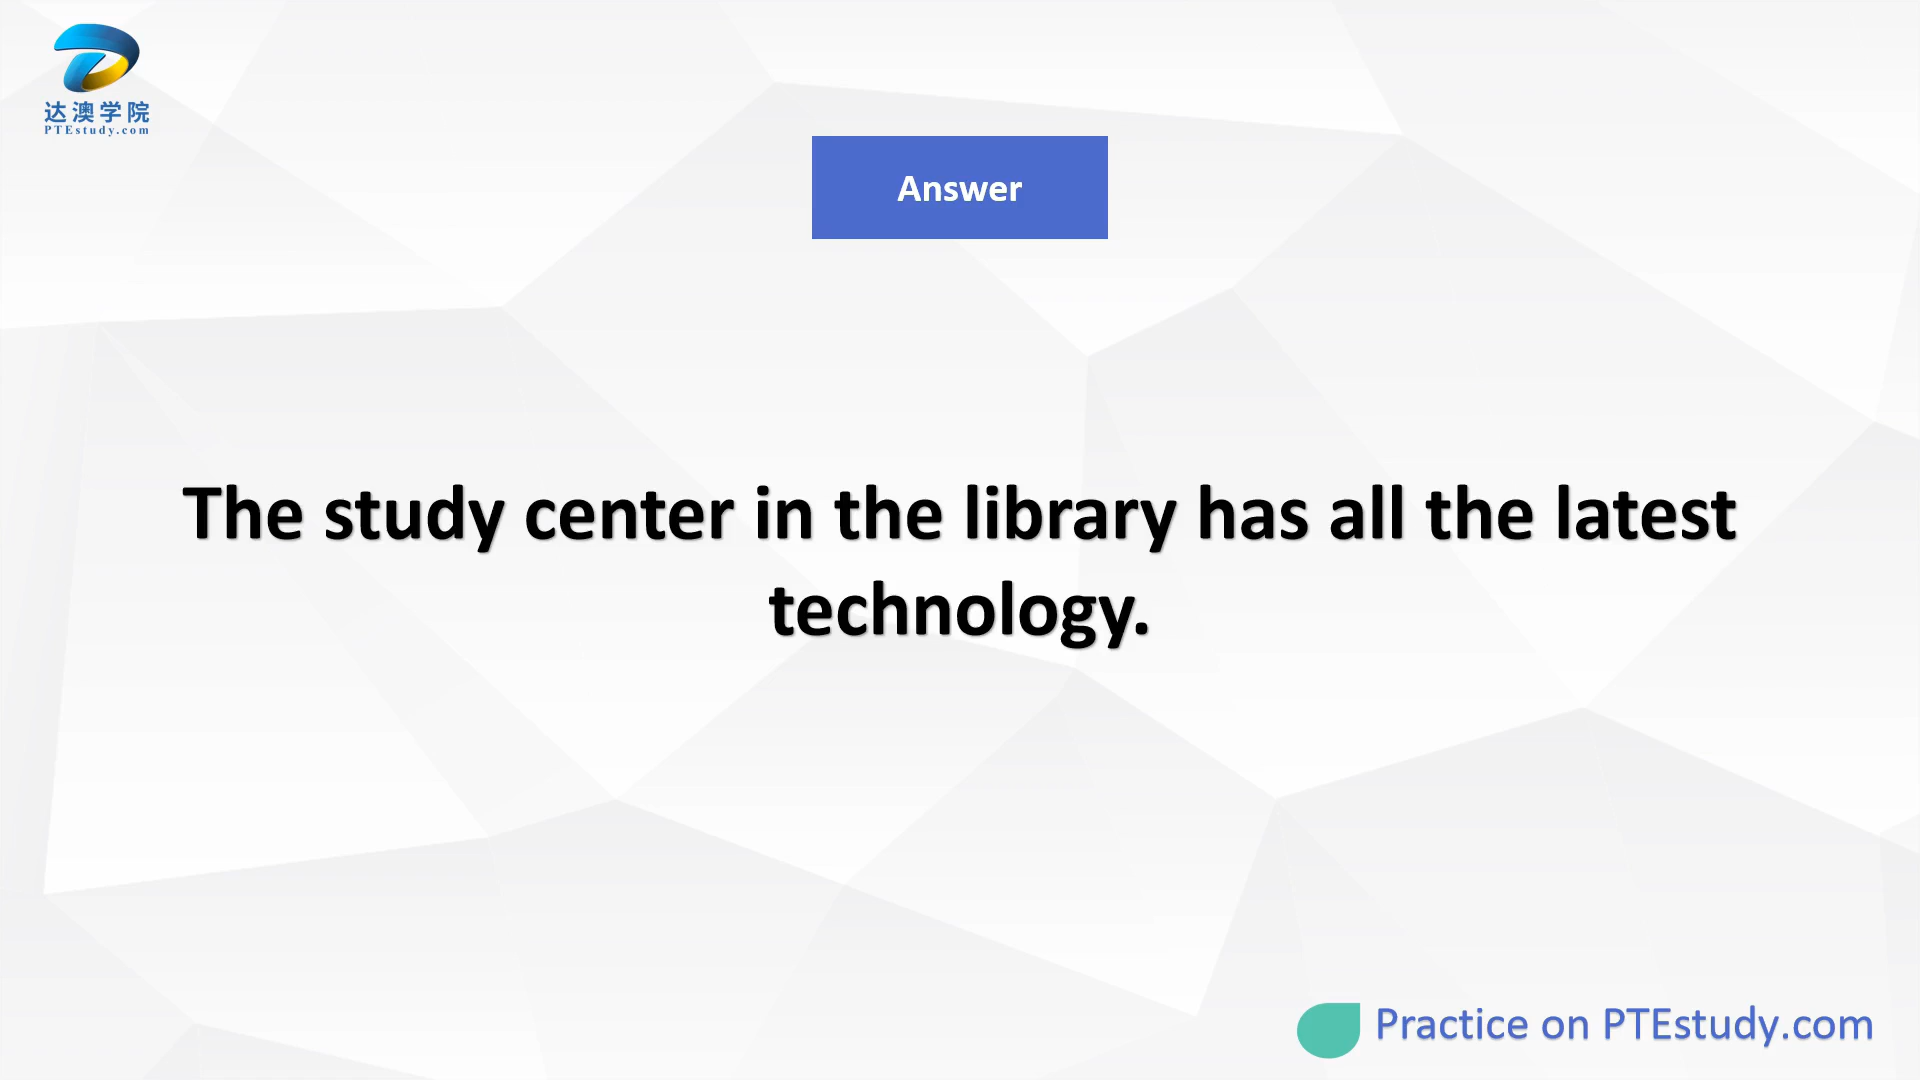 达澳学院
PTEstudy.com
Answer
The study center in the library has all the latest
technology.
Practice on PTEstudy.com